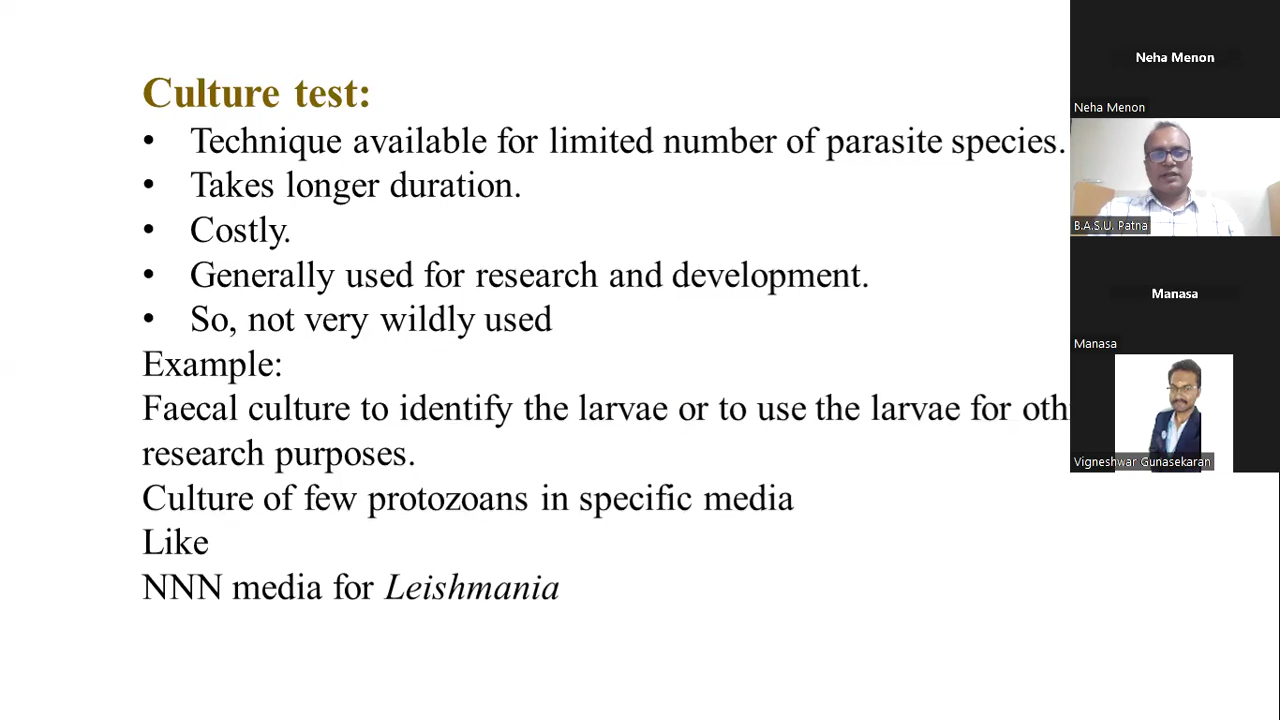 Culture test:
• Technique available for limited number of parasite species.
• Takes longer duration.
• Costly.
• Generally used for research and development.
• So, not very wildly used
Example:
Faecal culture to identify the larvae or to use the larvae for oth
research purposes.
Culture of few protozoans in specific media
Like
NNN media for Leishmania
Neha Menon
Neha Menon
B.A.S.U. Patna
Manasa
Manasa
Vigneshwar Gunasekaran